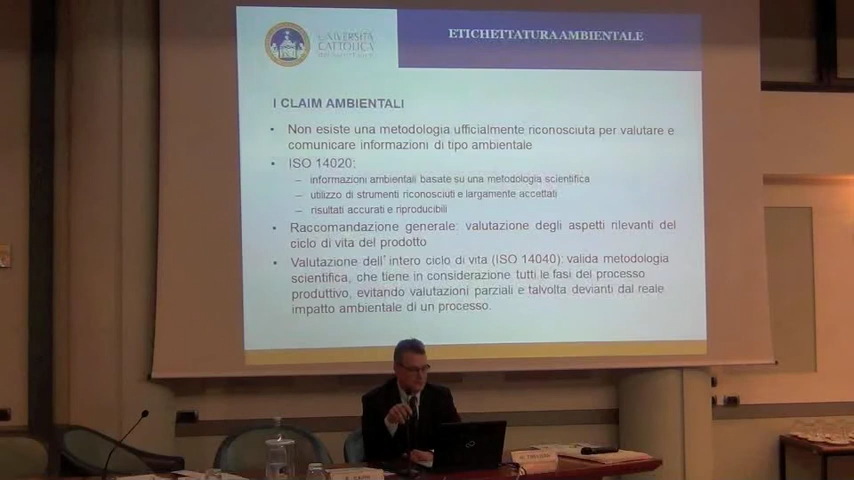 UNIVERSITÀ
CATTOLICA
ETICHETTATURA AMBIENTALE
I CLAIM AMBIENTALI
• Non esiste una metodologia ufficialmente riconosciuta per valutare e
comunicare informazioni di tipo ambientale
• ISO 14020:
– informazioni ambientali basate su una metodologia scientifica
– utilizzo di strumenti riconosciuti e largamente accettati
– risultati accurati e riproducibili
• Raccomandazione generale: valutazione degli aspetti rilevanti del
ciclo di vita del prodotto
• Valutazione dell'intero ciclo di vita (ISO 14040): valida metodologia
scientifica, che tiene in considerazione tutti le fasi del processo
produttivo, evitando valutazioni parziali e talvolta devianti dal reale
impatto ambientale di un processo.